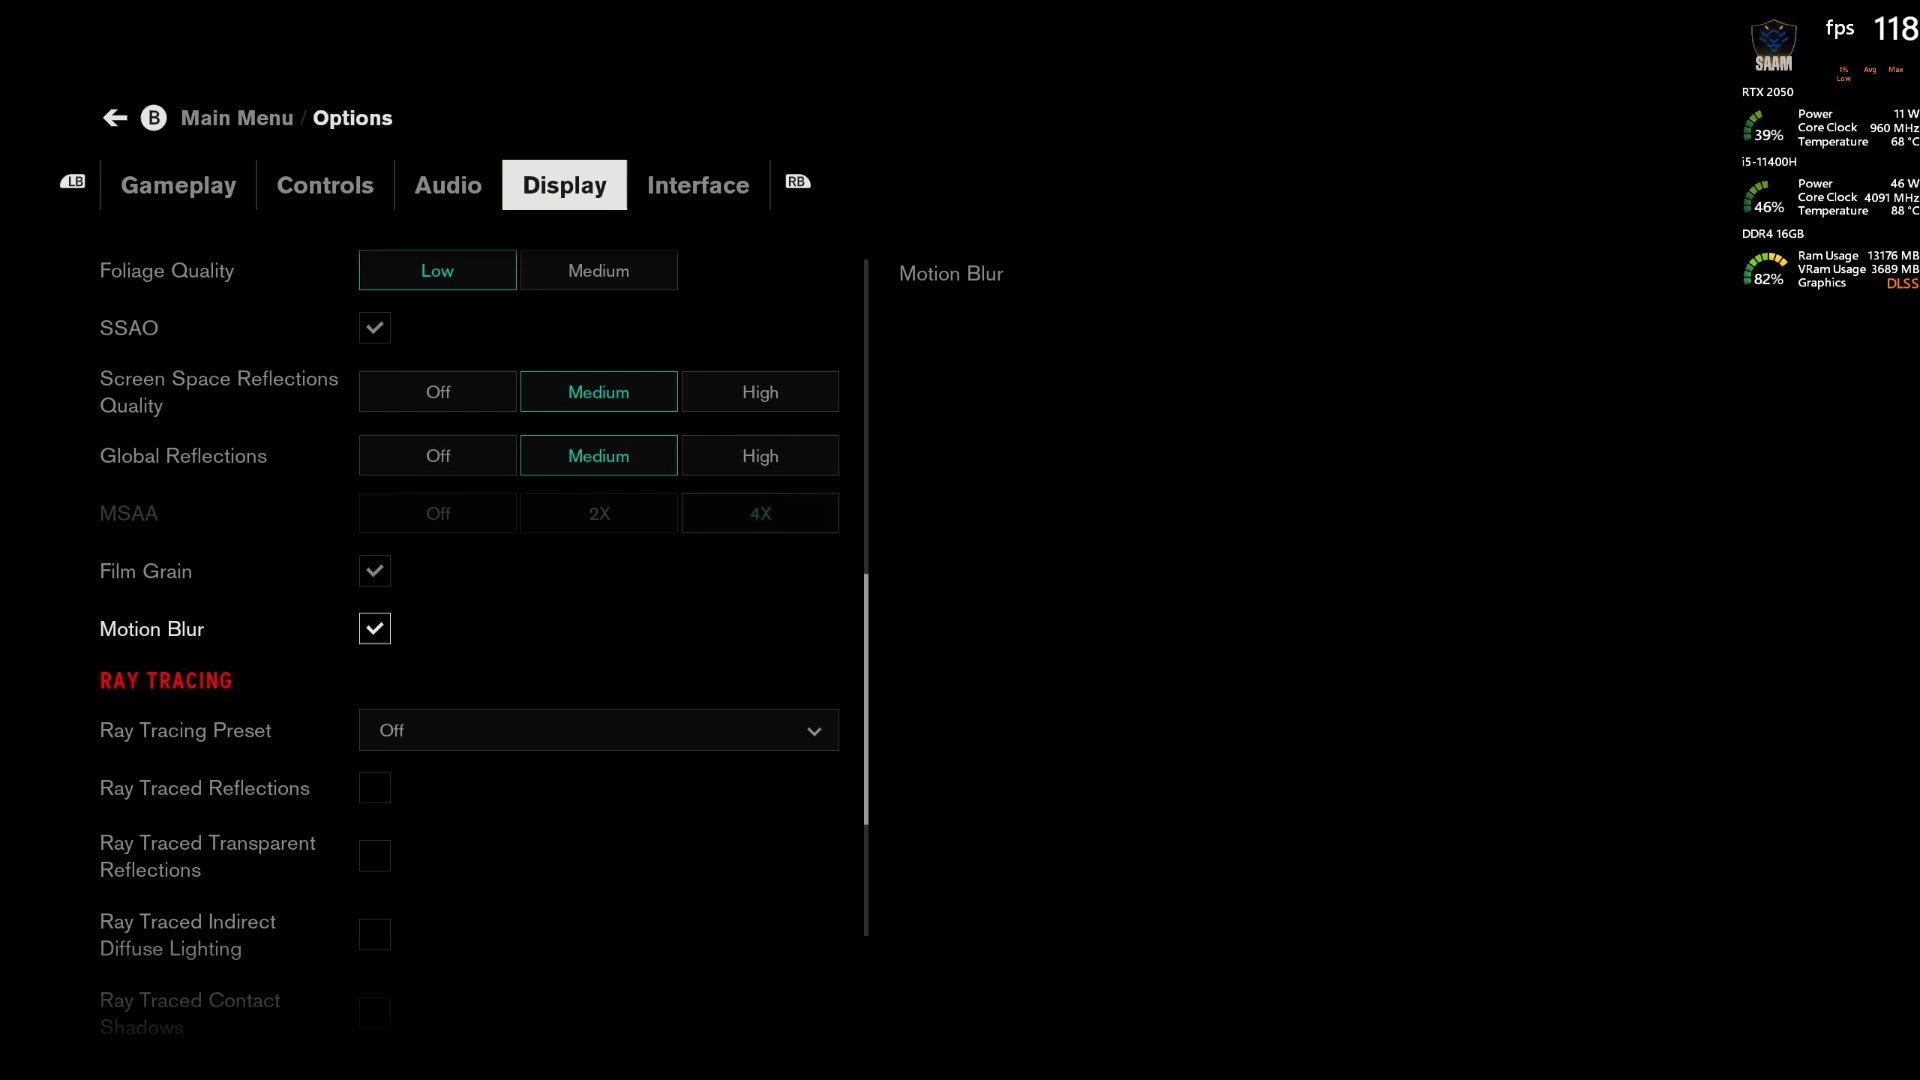 fps 118
SAAM
1% Low Avg Max
RTX 2050
39%
Power 11 W
Core Clock 960 MHz
Temperature 68 °C
i5-11400H
46%
Power 46 W
Core Clock 4091 MHz
Temperature 88 °C
DDR4 16GB
82%
Ram Usage 13176 MB
VRam Usage 3689 MB
Graphics DLSS
B Main Menu / Options
LB Gameplay Controls Audio Display Interface RB
Foliage Quality Low Medium
Motion Blur
SSAO
Screen Space Reflections
Quality
Off Medium High
Global Reflections Off Medium High
MSAA Off 2X 4X
Film Grain
Motion Blur
RAY TRACING
Ray Tracing Preset Off
Ray Traced Reflections
Ray Traced Transparent
Reflections
Ray Traced Indirect
Diffuse Lighting
Ray Traced Contact
Shadows